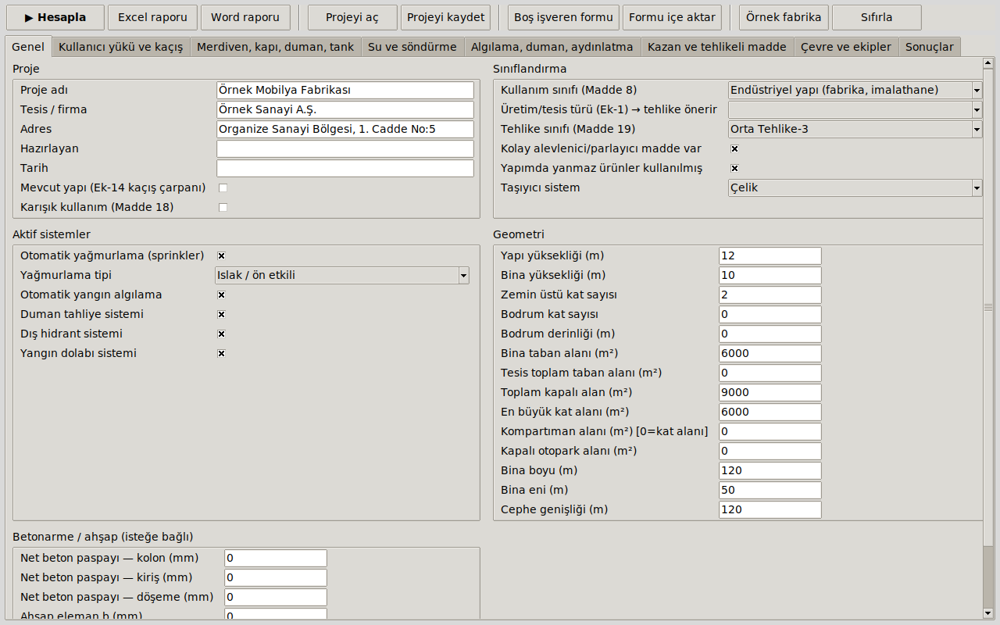 ▶ Hesapla Excel raporu Word raporu Projeyi aç Projeyi kaydet Boş işveren formu Formu içe aktar Örnek fabrika Sıfırla
Genel Kullanıcı yükü ve kaçış Merdiven, kapı, duman, tank Su ve söndürme Algılama, duman, aydınlatma Kazan ve tehlikeli madde Çevre ve ekipler Sonuçlar
Proje
Proje adı Örnek Mobilya Fabrikası
Tesis / firma Örnek Sanayi A.Ş.
Adres Organize Sanayi Bölgesi, 1. Cadde No:5
Hazırlayan
Tarih
Mevcut yapı (Ek-14 kaçış çarpanı)
Karışık kullanım (Madde 18)
Sınıflandırma
Kullanım sınıfı (Madde 8) Endüstriyel yapı (fabrika, imalathane)
Üretim/tesis türü (Ek-1) → tehlike önerir
Tehlike sınıfı (Madde 19) Orta Tehlike-3
Kolay alevlenici/parlayıcı madde var
Yapımda yanmaz ürünler kullanılmış
Taşıyıcı sistem Çelik
Aktif sistemler
Otomatik yağmurlama (sprinkler)
Yağmurlama tipi Islak / ön etkili
Otomatik yangın algılama
Duman tahliye sistemi
Dış hidrant sistemi
Yangın dolabı sistemi
Geometri
Yapı yüksekliği (m) 12
Bina yüksekliği (m) 10
Zemin üstü kat sayısı 2
Bodrum kat sayısı 0
Bodrum derinliği (m) 0
Bina taban alanı (m²) 6000
Tesis toplam taban alanı (m²) 0
Toplam kapalı alan (m²) 9000
En büyük kat alanı (m²) 6000
Kompartıman alanı (m²) [0=kat alanı] 0
Kapalı otopark alanı (m²) 0
Bina boyu (m) 120
Bina eni (m) 50
Cephe genişliği (m) 120
Betonarme / ahşap (isteğe bağlı)
Net beton paspayı — kolon (mm) 0
Net beton paspayı — kiriş (mm) 0
Net beton paspayı — döşeme (mm) 0
Ahşap eleman b (mm) 0